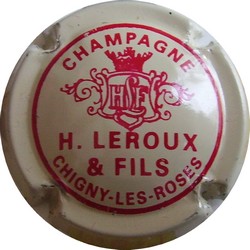 CHAMPAGNE
HLF
H. LEROUX
& FILS
CHIGNY-LES-ROSES